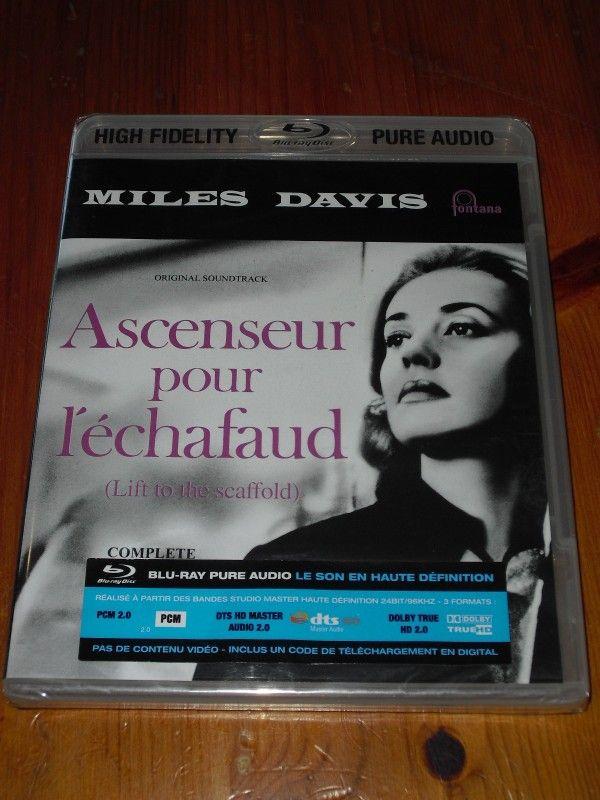 HIGH FIDELITY Blu-ray Disc PURE AUDIO
MILES DAVIS fontana
ORIGINAL SOUNDTRACK
Ascenseur
pour
l'échafaud
(Lift to the scaffold)
COMPLETE
Blu-ray Disc BLU-RAY PURE AUDIO LE SON EN HAUTE DÉFINITION
RÉALISÉ À PARTIR DES BANDES STUDIO MASTER HAUTE DÉFINITION 24BIT/96KHZ - 3 FORMATS :
PCM 2.0 2.0 PCM DTS HD MASTER AUDIO 2.0 dts HD Master Audio DOLBY TRUE HD 2.0 DOLBY TRUEHD
PAS DE CONTENU VIDÉO - INCLUS UN CODE DE TÉLÉCHARGEMENT EN DIGITAL